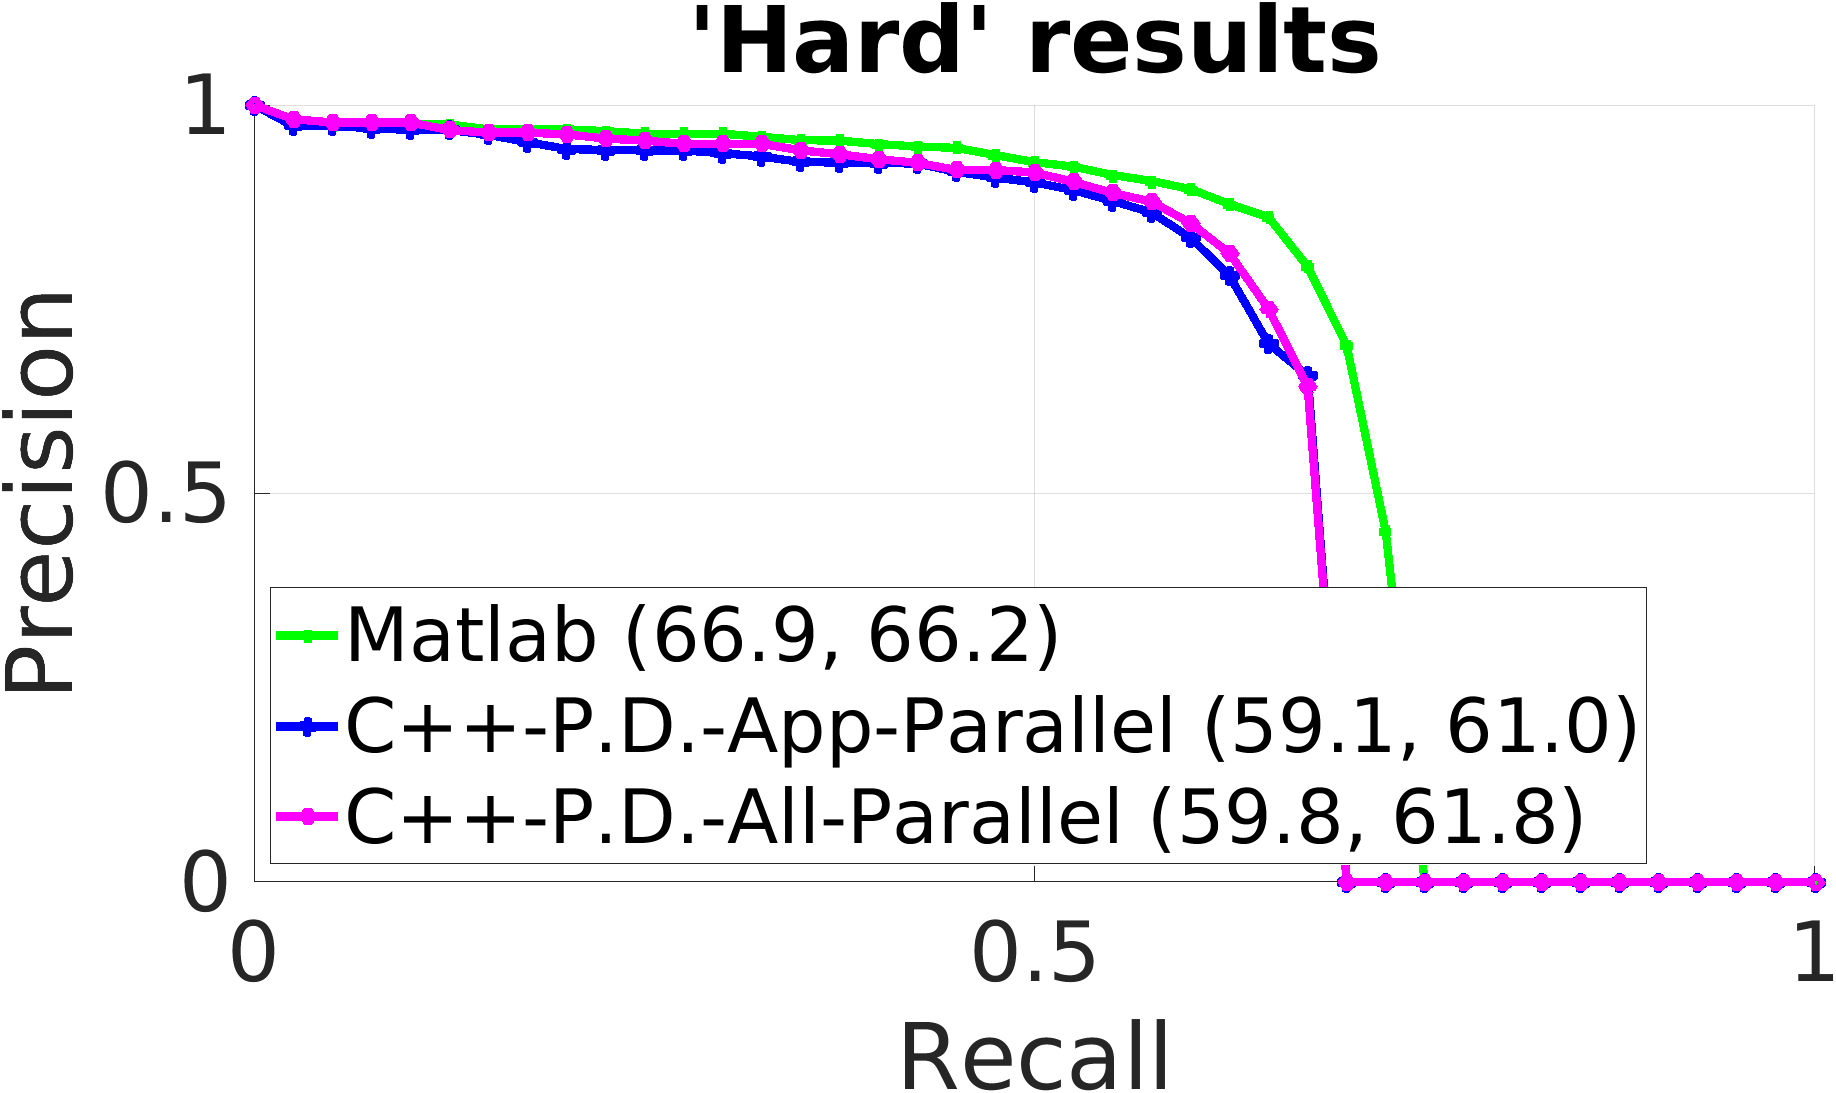 'Hard' results
1
0.5
0
Precision
Matlab (66.9, 66.2)
C++-P.D.-App-Parallel (59.1, 61.0)
C++-P.D.-All-Parallel (59.8, 61.8)
0
0.5
1
Recall